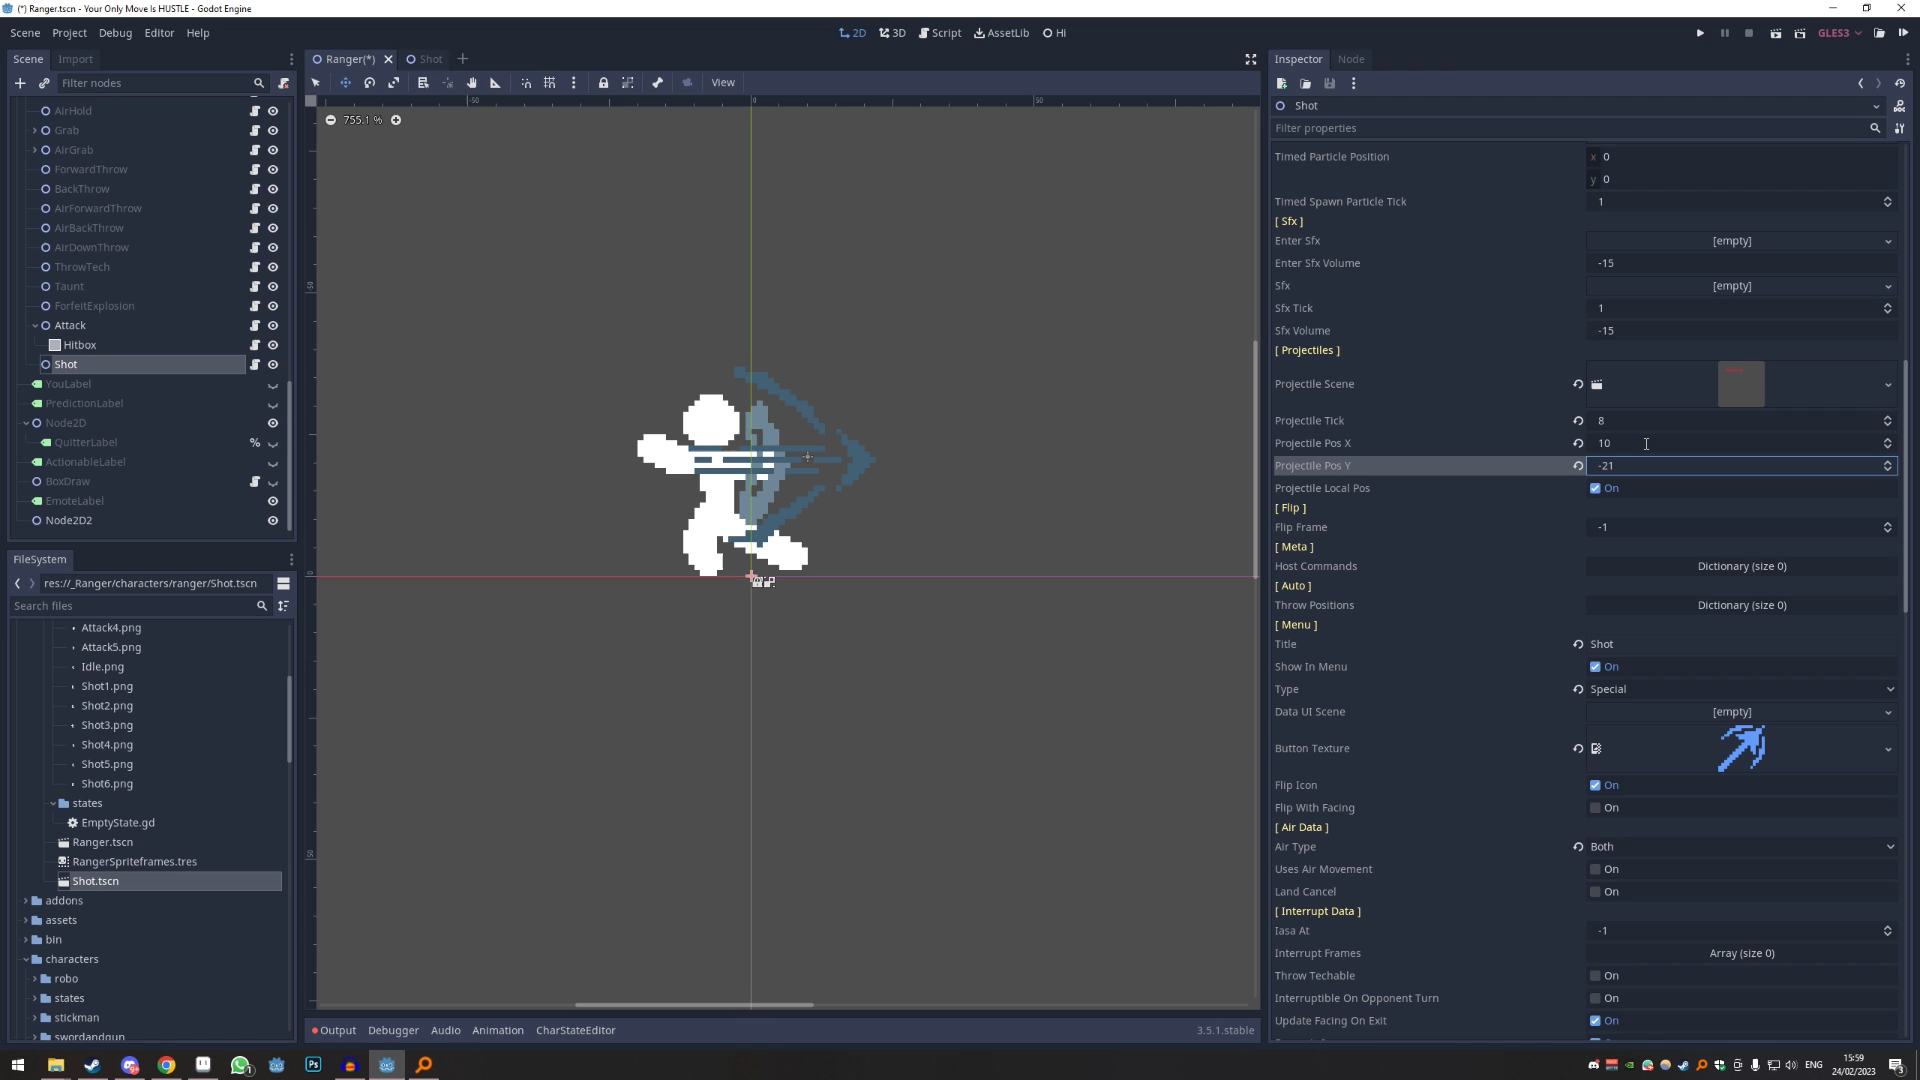 (*) Ranger.tscn - Your Only Move Is HUSTLE - Godot Engine
Scene Project Debug Editor Help
2D 3D Script AssetLib Hi
GLES3
Scene Import
Ranger(*) Shot
Inspector Node
Filter nodes
View
Shot
Filter properties
755.1 %
-50 0 50
AirHold
Grab
AirGrab
ForwardThrow
BackThrow
AirForwardThrow
AirBackThrow
AirDownThrow
ThrowTech
Taunt
ForfeitExplosion
Attack
Hitbox
Shot
YouLabel
PredictionLabel
Node2D
QuitterLabel
%
ActionableLabel
BoxDraw
EmoteLabel
Node2D2
FileSystem
res://_Ranger/characters/ranger/Shot.tscn
Search files
Attack4.png
Attack5.png
Idle.png
Shot1.png
Shot2.png
Shot3.png
Shot4.png
Shot5.png
Shot6.png
states
EmptyState.gd
Ranger.tscn
RangerSpriteframes.tres
Shot.tscn
addons
assets
bin
characters
robo
states
stickman
swordandgun
Output Debugger Audio Animation CharStateEditor
3.5.1.stable
Timed Particle Position x 0
y 0
Timed Spawn Particle Tick 1
[ Sfx ]
Enter Sfx [empty]
Enter Sfx Volume -15
Sfx [empty]
Sfx Tick 1
Sfx Volume -15
[ Projectiles ]
Projectile Scene
Projectile Tick 8
Projectile Pos X 10
Projectile Pos Y -21
Projectile Local Pos On
[ Flip ]
Flip Frame -1
[ Meta ]
Host Commands Dictionary (size 0)
[ Auto ]
Throw Positions Dictionary (size 0)
[ Menu ]
Title Shot
Show In Menu On
Type Special
Data UI Scene [empty]
Button Texture
Flip Icon On
Flip With Facing On
[ Air Data ]
Air Type Both
Uses Air Movement On
Land Cancel On
[ Interrupt Data ]
Iasa At -1
Interrupt Frames Array (size 0)
Throw Techable On
Interruptible On Opponent Turn On
Update Facing On Exit On
Ps
ENG
15:59
24/02/2023